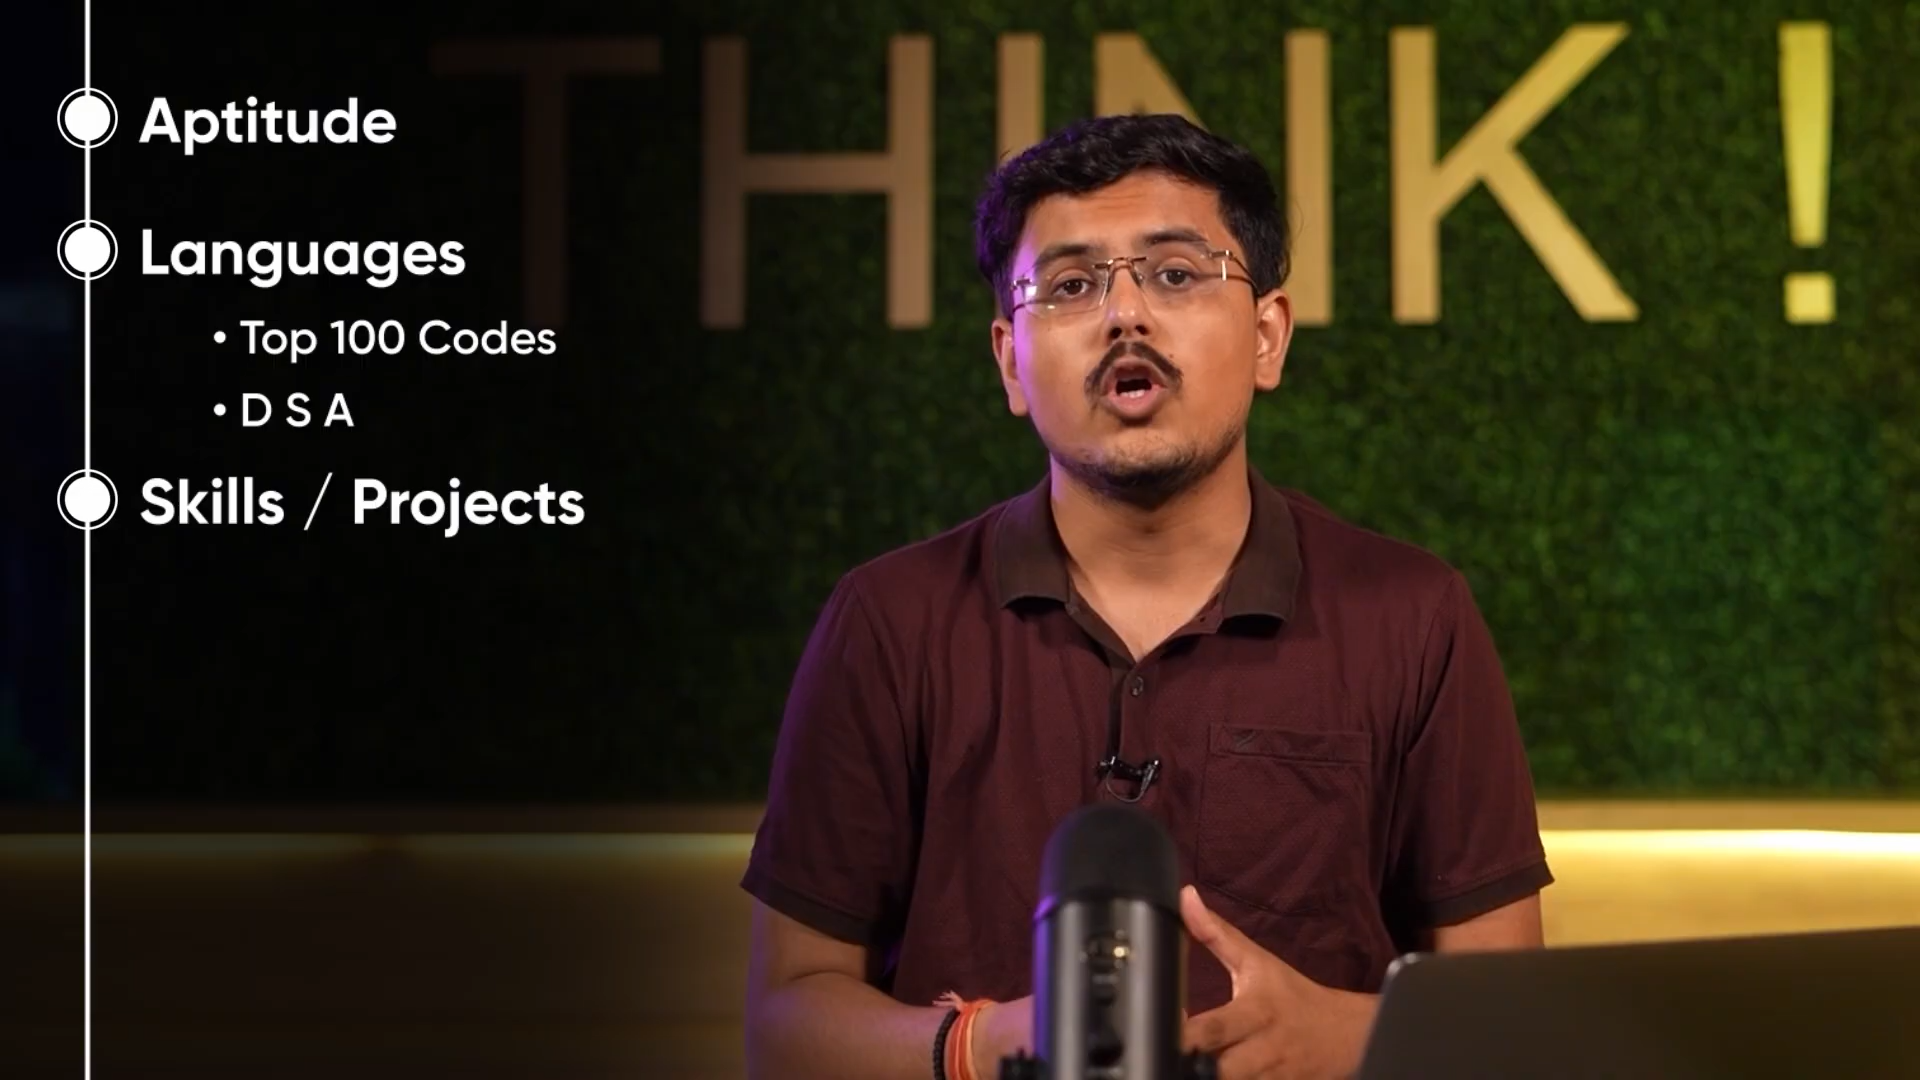 THINK!
Aptitude
Languages
• Top 100 Codes
• D S A
Skills / Projects